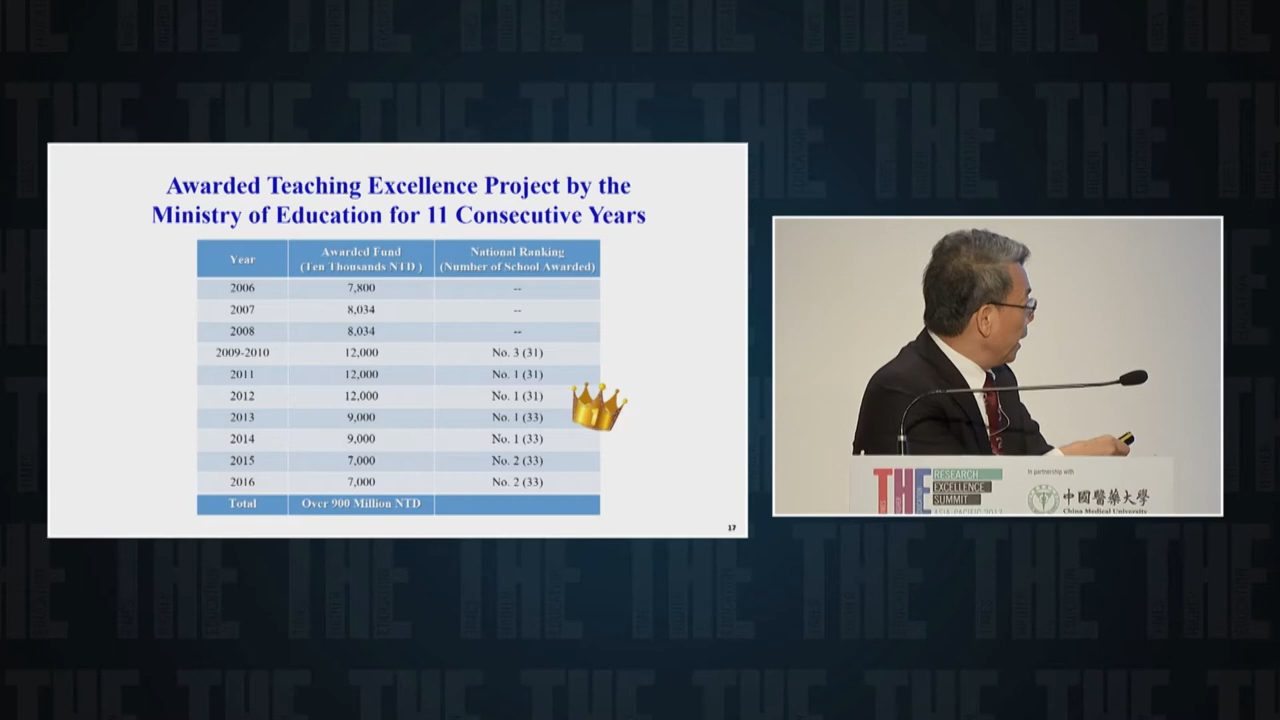 Awarded Teaching Excellence Project by the
Ministry of Education for 11 Consecutive Years
Year Awarded Fund (Ten Thousands NTD ) National Ranking (Number of School Awarded)
2006 7,800 --
2007 8,034 --
2008 8,034 --
2009-2010 12,000 No. 3 (31)
2011 12,000 No. 1 (31)
2012 12,000 No. 1 (31)
2013 9,000 No. 1 (33)
2014 9,000 No. 1 (33)
2015 7,000 No. 2 (33)
2016 7,000 No. 2 (33)
Total Over 900 Million NTD
17
THE
RESEARCH
EXCELLENCE
SUMMIT
ASIA-PACIFIC 2017
In partnership with
中國醫藥大學
China Medical University